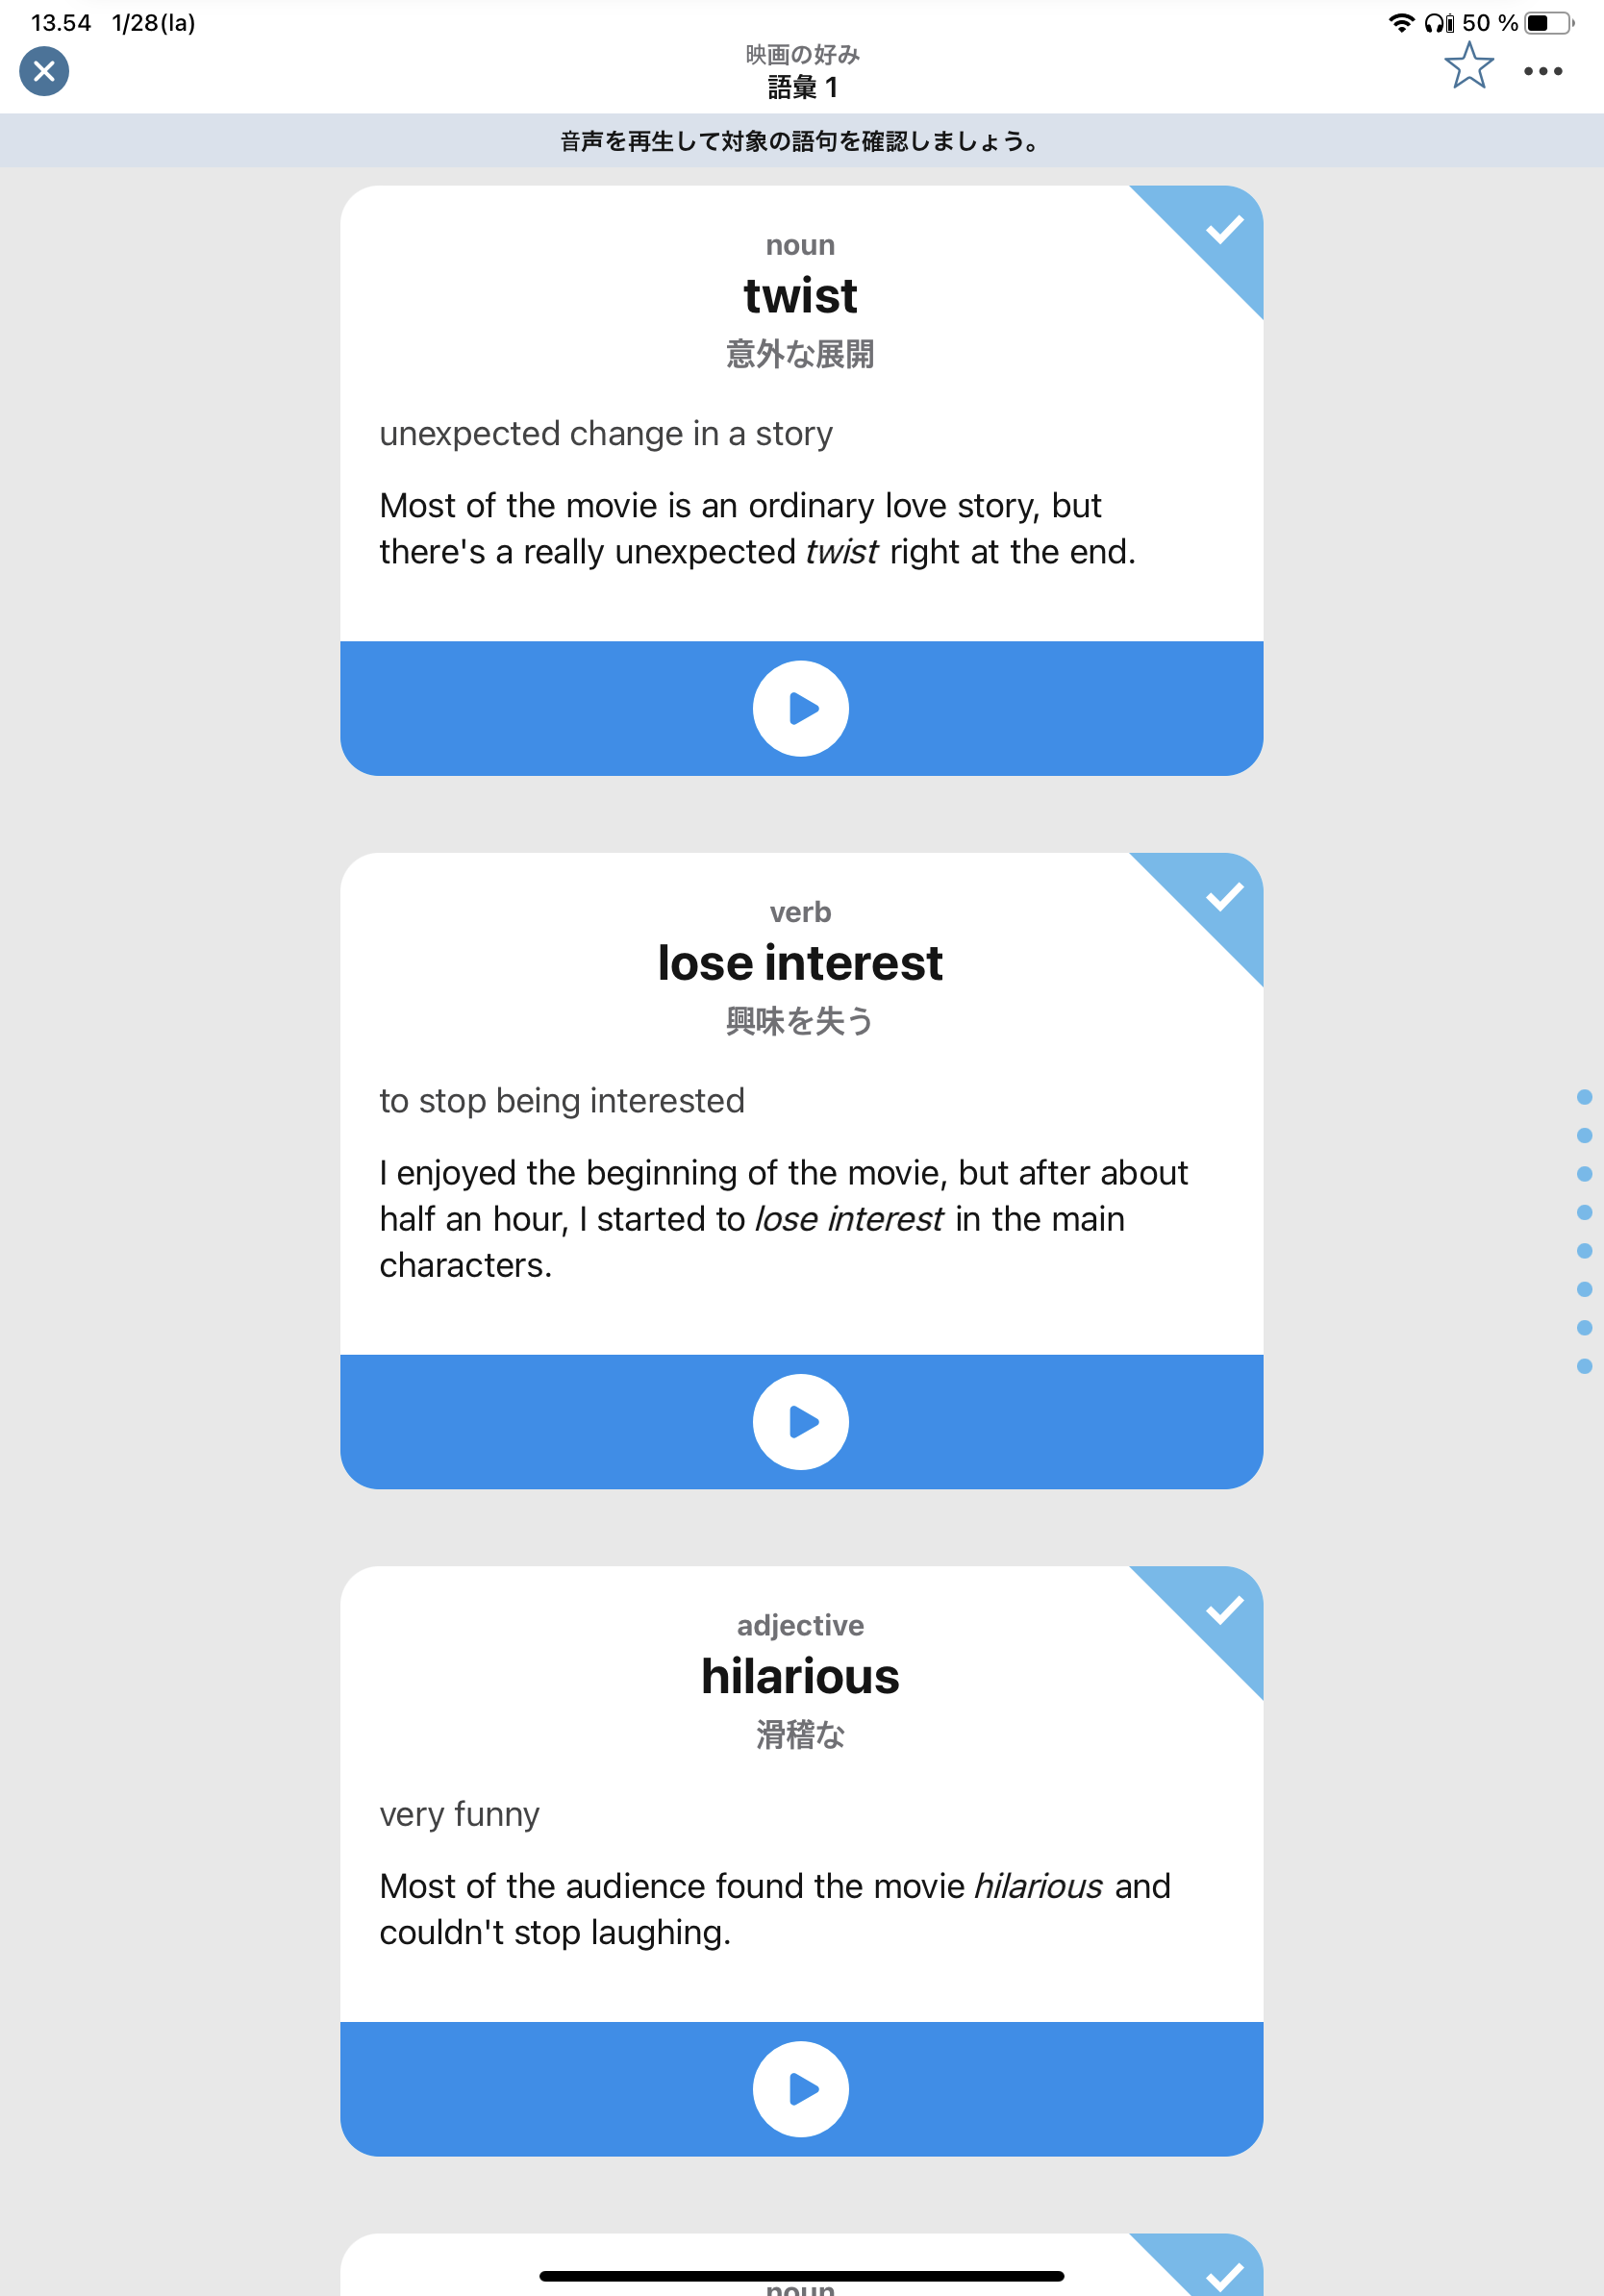 13.54 1/28(la)
50 %
映画の好み
語彙 1
音声を再生して対象の語句を確認しましょう。
noun
twist
意外な展開
unexpected change in a story
Most of the movie is an ordinary love story, but
there's a really unexpected twist right at the end.
verb
lose interest
興味を失う
to stop being interested
I enjoyed the beginning of the movie, but after about
half an hour, I started to lose interest in the main
characters.
adjective
hilarious
滑稽な
very funny
Most of the audience found the movie hilarious and
couldn't stop laughing.
noun